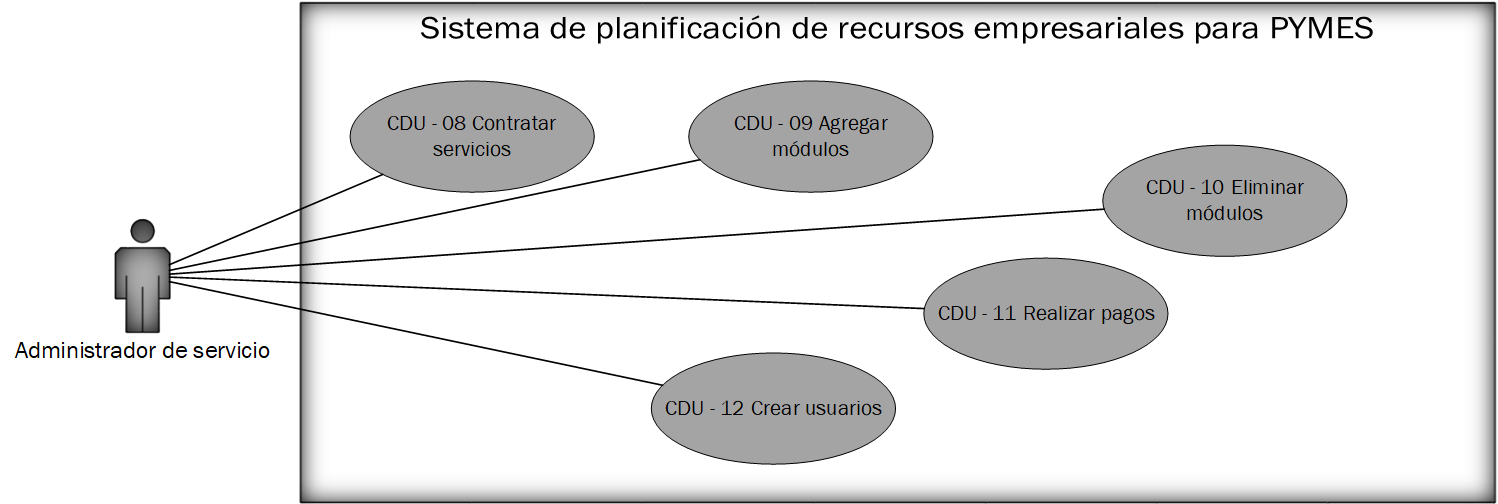 Sistema de planificación de recursos empresariales para PYMES
CDU - 08 Contratar
servicios
CDU - 09 Agregar
módulos
CDU - 10 Eliminar
módulos
CDU - 11 Realizar pagos
Administrador de servicio
CDU - 12 Crear usuarios